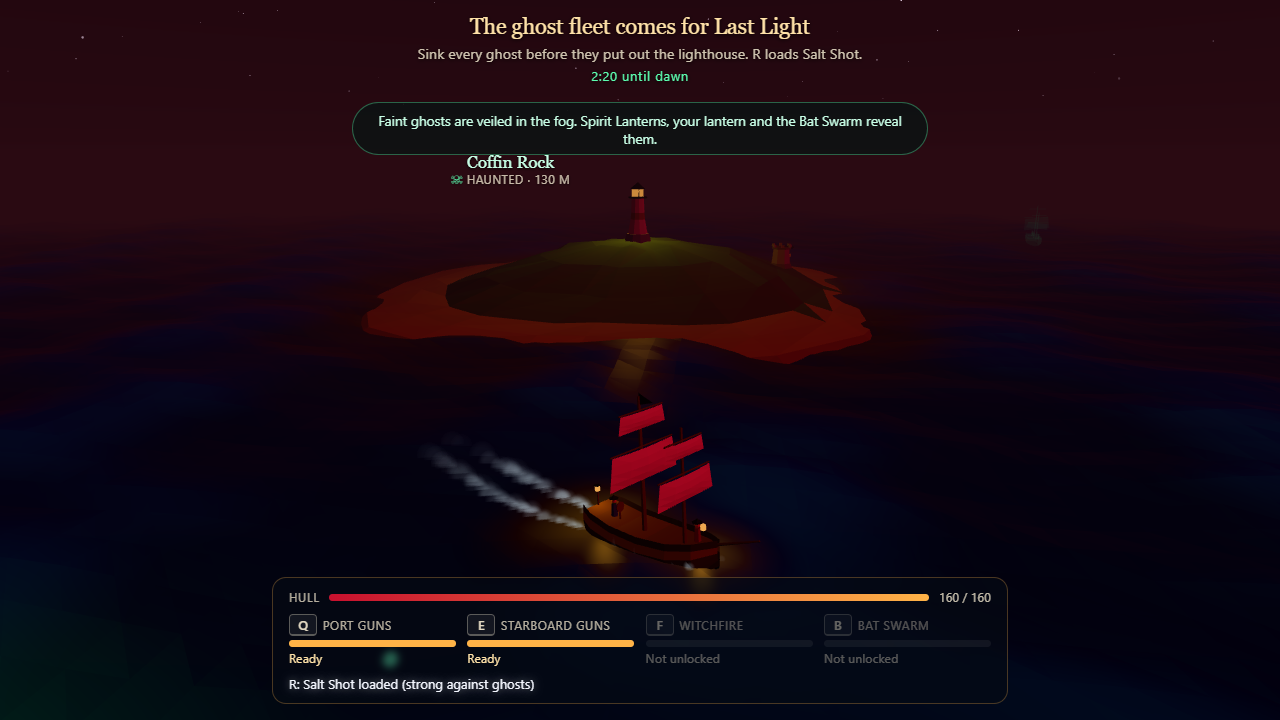 The ghost fleet comes for Last Light
Sink every ghost before they put out the lighthouse. R loads Salt Shot.
2:20 until dawn
Faint ghosts are veiled in the fog. Spirit Lanterns, your lantern and the Bat Swarm reveal
them.
Coffin Rock
HAUNTED · 130 M
HULL 160 / 160
Q PORT GUNS E STARBOARD GUNS F WITCHFIRE B BAT SWARM
Ready Ready Not unlocked Not unlocked
R: Salt Shot loaded (strong against ghosts)